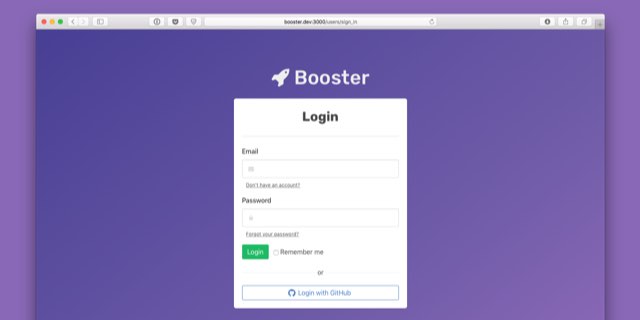 booster.dev:3000/users/sign_in
Booster
Login
Email
Don't have an account?
Password
Forgot your password?
Login
Remember me
or
Login with GitHub